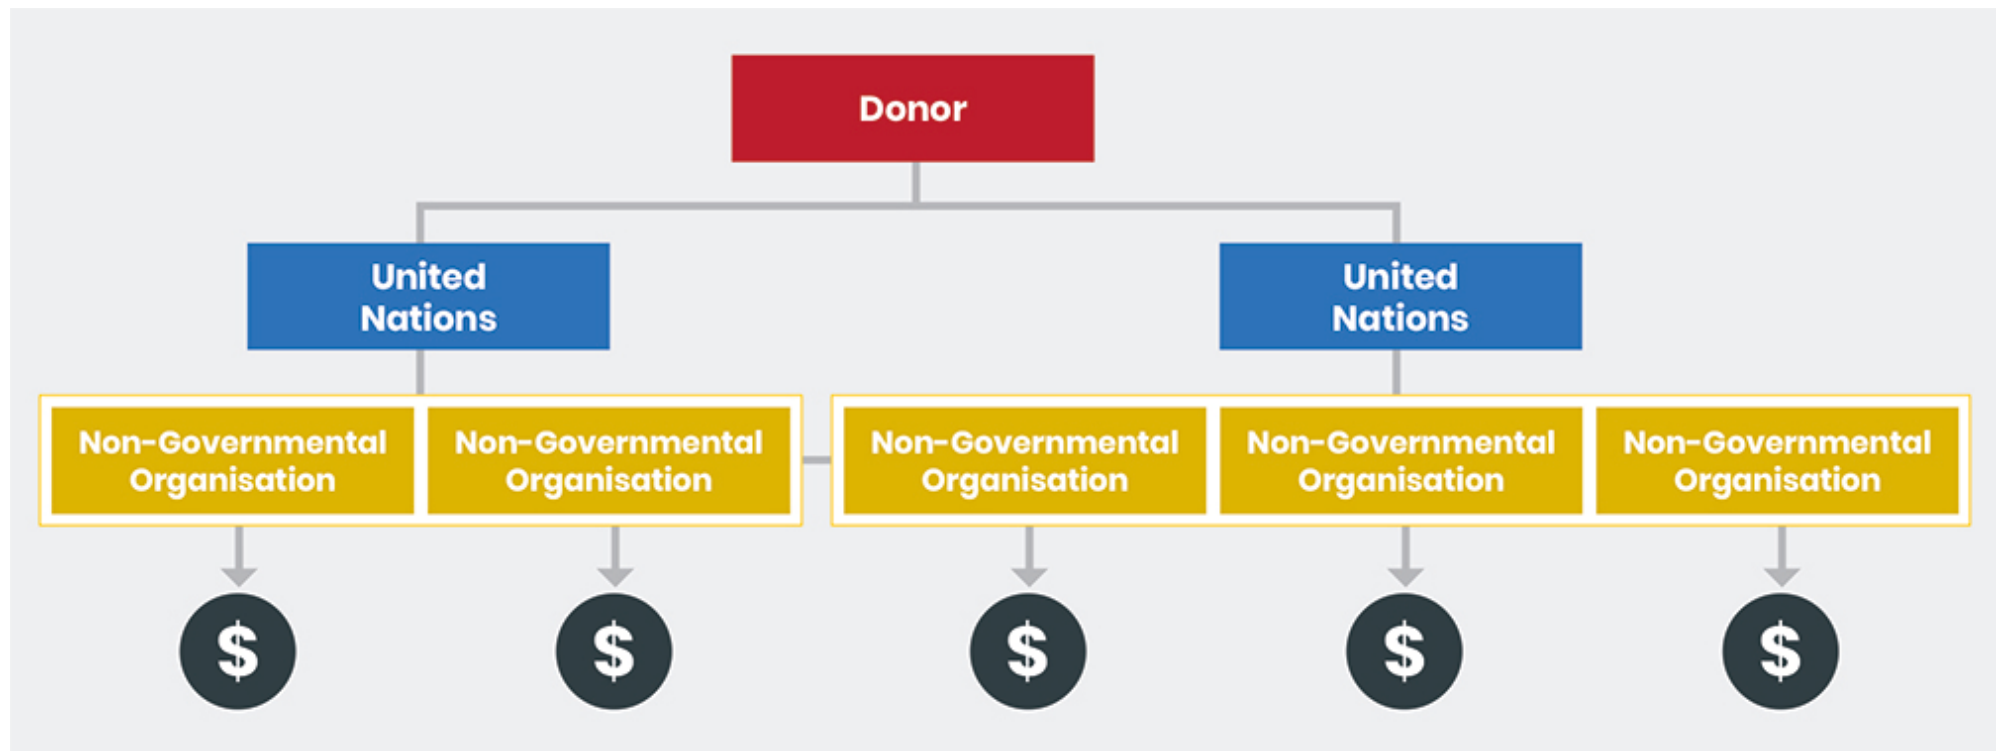 Donor
United
Nations
United
Nations
Non-Governmental
Organisation
Non-Governmental
Organisation
Non-Governmental
Organisation
Non-Governmental
Organisation
Non-Governmental
Organisation
$
$
$
$
$